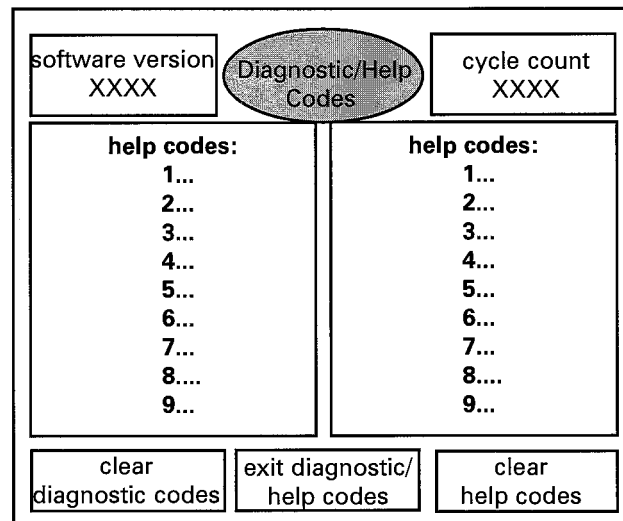 software version
XXXX
Diagnostic/Help
Codes
cycle count
XXXX
help codes:
1...
2...
3...
4...
5...
6...
7...
8....
9...
help codes:
1...
2...
3...
4...
5...
6...
7...
8....
9...
clear
diagnostic codes
exit diagnostic/
help codes
clear
help codes